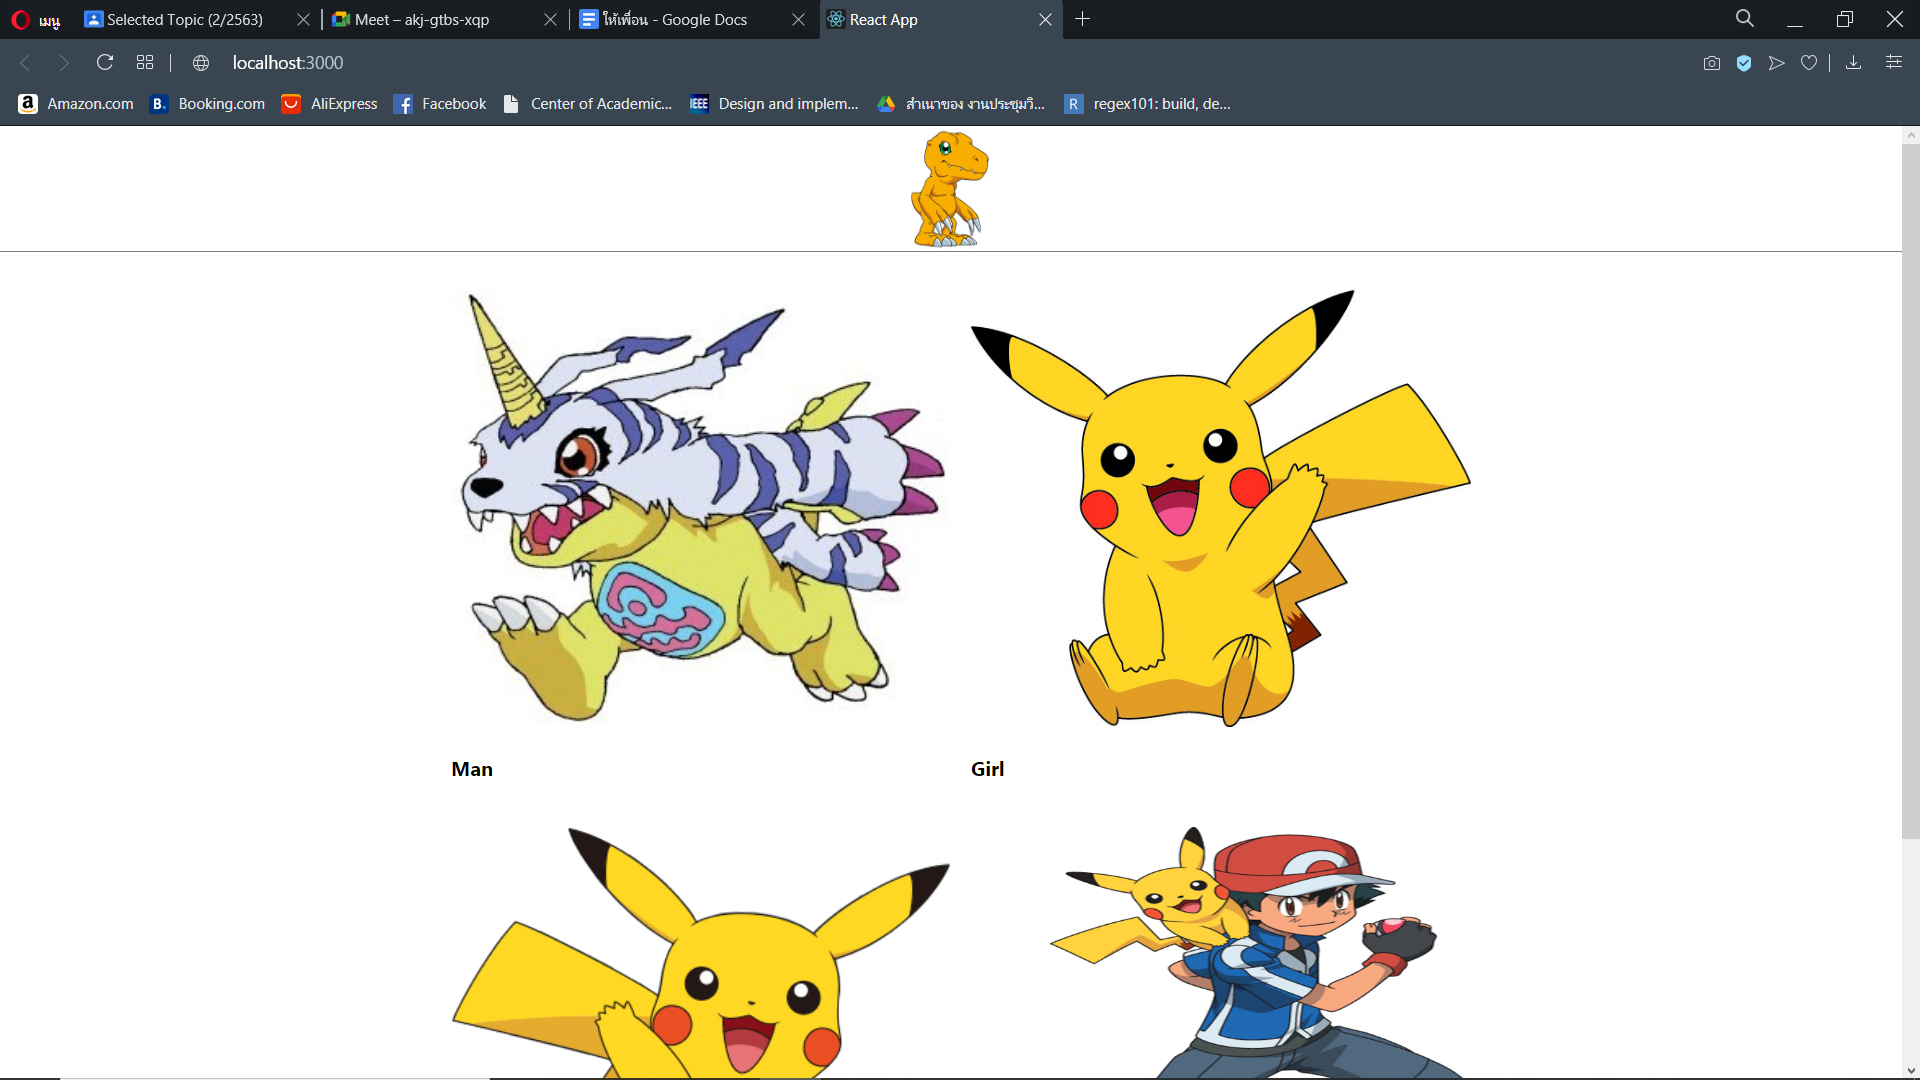 เมนู
Selected Topic (2/2563)
Meet – akj-gtbs-xqp
ให้เพื่อน - Google Docs
React App
localhost:3000
a Amazon.com
B. Booking.com
AliExpress
f Facebook
Center of Academic...
IEEE Design and implem...
สำเนาของ งานประชุมวิ...
R regex101: build, de...
Man
Girl